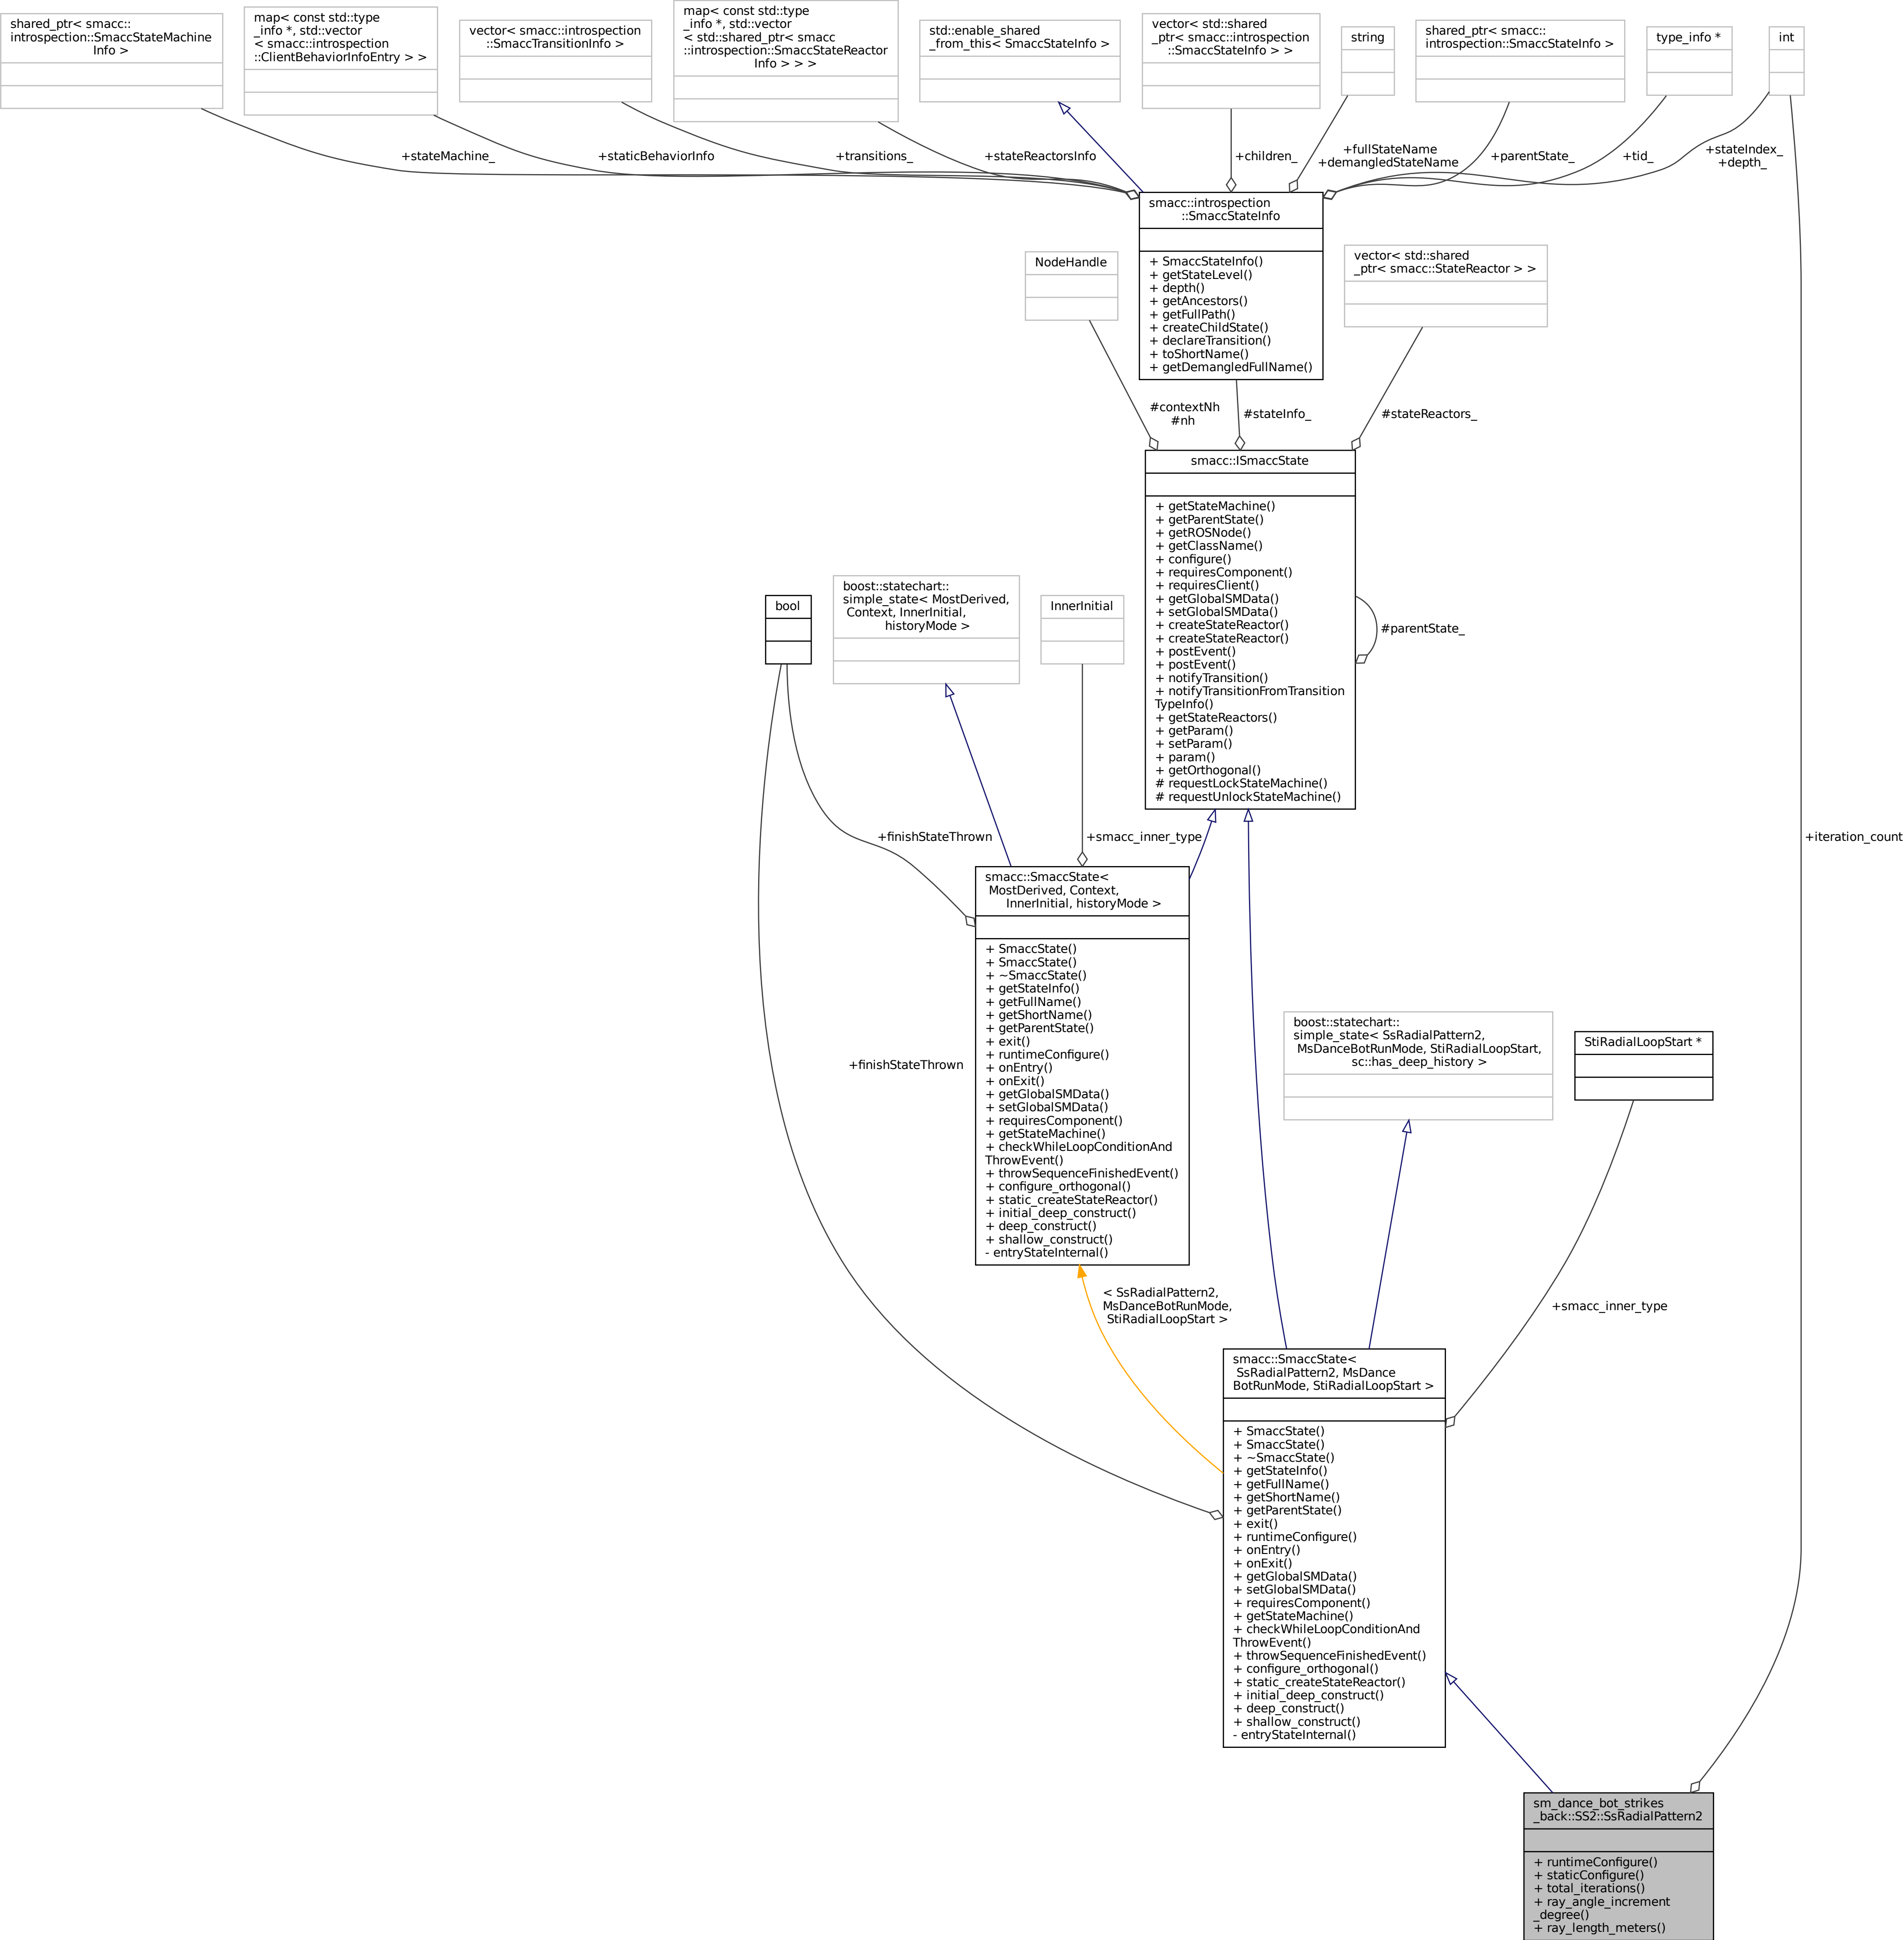 shared_ptr< smacc::
introspection::SmaccStateMachine
Info >
map< const std::type
_info *, std::vector
< smacc::introspection
::ClientBehaviorInfoEntry > >
vector< smacc::introspection
::SmaccTransitionInfo >
map< const std::type
_info *, std::vector
< std::shared_ptr< smacc
::introspection::SmaccStateReactor
Info > > >
std::enable_shared
_from_this< SmaccStateInfo >
vector< std::shared
_ptr< smacc::introspection
::SmaccStateInfo > >
string
shared_ptr< smacc::
introspection::SmaccStateInfo >
type_info *
int
+stateMachine_
+staticBehaviorInfo
+transitions_
+stateReactorsInfo
+children_
+fullStateName
+demangledStateName
+parentState_
+tid_
+stateIndex_
+depth_
smacc::introspection
::SmaccStateInfo
+ SmaccStateInfo()
+ getStateLevel()
+ depth()
+ getAncestors()
+ getFullPath()
+ createChildState()
+ declareTransition()
+ toShortName()
+ getDemangledFullName()
NodeHandle
vector< std::shared
_ptr< smacc::StateReactor > >
#contextNh
#nh
#stateInfo_
#stateReactors_
smacc::ISmaccState
+ getStateMachine()
+ getParentState()
+ getROSNode()
+ getClassName()
+ configure()
+ requiresComponent()
+ requiresClient()
+ getGlobalSMData()
+ setGlobalSMData()
+ createStateReactor()
+ createStateReactor()
+ postEvent()
+ postEvent()
+ notifyTransition()
+ notifyTransitionFromTransition
TypeInfo()
+ getStateReactors()
+ getParam()
+ setParam()
+ param()
+ getOrthogonal()
# requestLockStateMachine()
# requestUnlockStateMachine()
#parentState_
bool
boost::statechart::
simple_state< MostDerived,
Context, InnerInitial,
historyMode >
InnerInitial
+finishStateThrown
+smacc_inner_type
+iteration_count
smacc::SmaccState<
MostDerived, Context,
InnerInitial, historyMode >
+ SmaccState()
+ SmaccState()
+ ~SmaccState()
+ getStateInfo()
+ getFullName()
+ getShortName()
+ getParentState()
+ exit()
+ runtimeConfigure()
+ onEntry()
+ onExit()
+ getGlobalSMData()
+ setGlobalSMData()
+ requiresComponent()
+ getStateMachine()
+ checkWhileLoopConditionAnd
ThrowEvent()
+ throwSequenceFinishedEvent()
+ configure_orthogonal()
+ static_createStateReactor()
+ initial_deep_construct()
+ deep_construct()
+ shallow_construct()
- entryStateInternal()
+finishStateThrown
boost::statechart::
simple_state< SsRadialPattern2,
MsDanceBotRunMode, StiRadialLoopStart,
sc::has_deep_history >
StiRadialLoopStart *
< SsRadialPattern2,
MsDanceBotRunMode,
StiRadialLoopStart >
+smacc_inner_type
smacc::SmaccState<
SsRadialPattern2, MsDance
BotRunMode, StiRadialLoopStart >
+ SmaccState()
+ SmaccState()
+ ~SmaccState()
+ getStateInfo()
+ getFullName()
+ getShortName()
+ getParentState()
+ exit()
+ runtimeConfigure()
+ onEntry()
+ onExit()
+ getGlobalSMData()
+ setGlobalSMData()
+ requiresComponent()
+ getStateMachine()
+ checkWhileLoopConditionAnd
ThrowEvent()
+ throwSequenceFinishedEvent()
+ configure_orthogonal()
+ static_createStateReactor()
+ initial_deep_construct()
+ deep_construct()
+ shallow_construct()
- entryStateInternal()
sm_dance_bot_strikes
_back::SS2::SsRadialPattern2
+ runtimeConfigure()
+ staticConfigure()
+ total_iterations()
+ ray_angle_increment
_degree()
+ ray_length_meters()